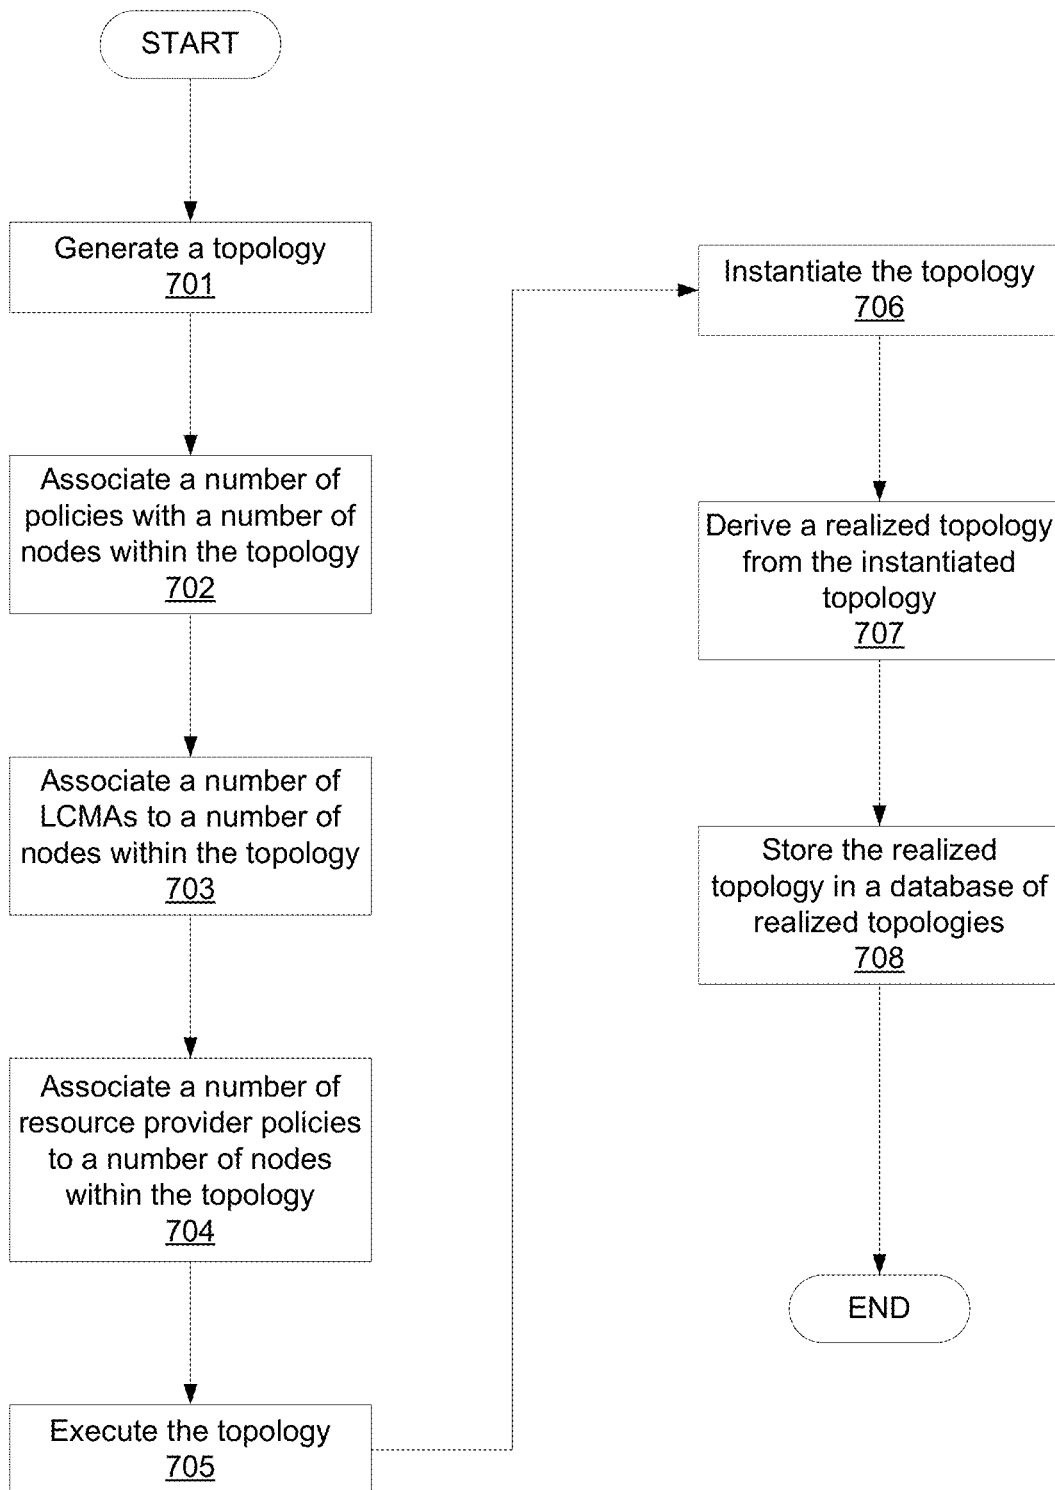 START
Generate a topology
701
Associate a number of
policies with a number of
nodes within the topology
702
Associate a number of
LCMAs to a number of
nodes within the topology
703
Associate a number of
resource provider policies
to a number of nodes
within the topology
704
Execute the topology
705
Instantiate the topology
706
Derive a realized topology
from the instantiated
topology
707
Store the realized
topology in a database of
realized topologies
708
END